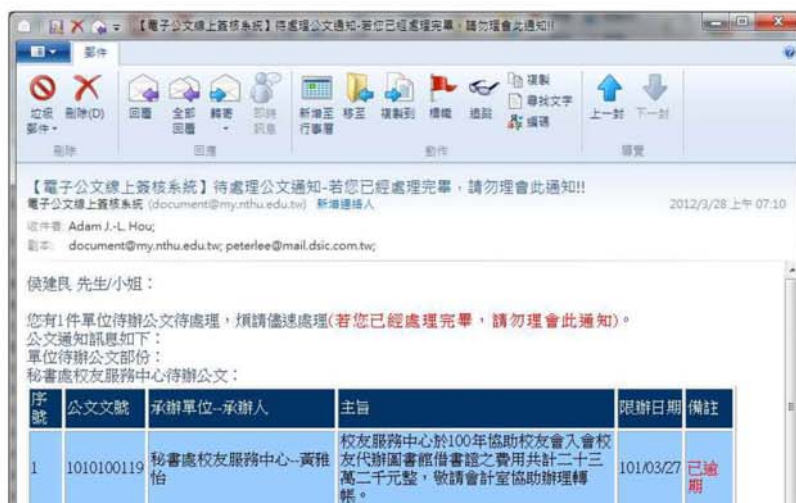 【電子公文線上簽核系統】待處理公文通知-若您已經處理完畢，請勿理會此通知!!
郵件
垃圾郵件 刪除(D) 回覆 全部回覆 轉寄 即時訊息 新增至行事曆 移至 複製到 標幟 追蹤 複製 尋找文字 編碼 上一封 下一封
刪除 回應 動作 導覽
【電子公文線上簽核系統】待處理公文通知-若您已經處理完畢，請勿理會此通知!!
電子公文線上簽核系統 (document@my.nthu.edu.tw) 新增連絡人 2012/3/28 上午 07:10
收件者: Adam J.-L. Hou;
副本: document@my.nthu.edu.tw; peterlee@mail.dsic.com.tw;
侯建良 先生/小姐：
您有1件單位待辦公文待處理，煩請儘速處理(若您已經處理完畢，請勿理會此通知)。
公文通知訊息如下：
單位待辦公文部份：
秘書處校友服務中心待辦公文：
序號 公文文號 承辦單位--承辦人 主旨 限辦日期 備註
1 1010100119 秘書處校友服務中心--黃雅怡 校友服務中心於100年協助校友會入會校友代辦圖書館借書證之費用共計二十三萬二千元整，敬請會計室協助辦理轉帳。 101/03/27 已逾期